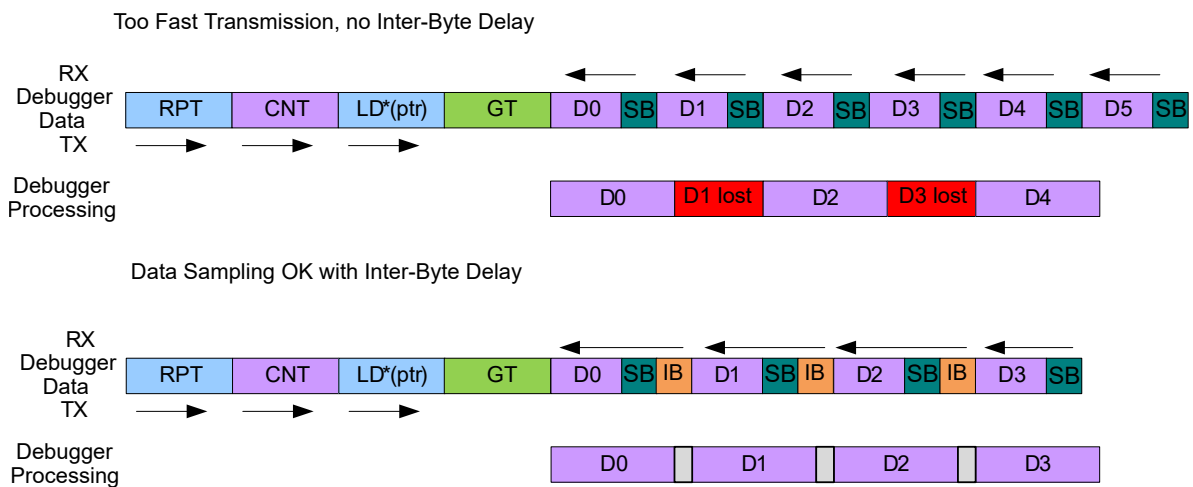 Too Fast Transmission, no Inter-Byte Delay
RX
Debugger
Data
TX
RPT CNT LD*(ptr) GT D0 SB D1 SB D2 SB D3 SB D4 SB D5 SB
Debugger
Processing
D0 D1 lost D2 D3 lost D4
Data Sampling OK with Inter-Byte Delay
RX
Debugger
Data
TX
RPT CNT LD*(ptr) GT D0 SB IB D1 SB IB D2 SB IB D3 SB
Debugger
Processing
D0 D1 D2 D3